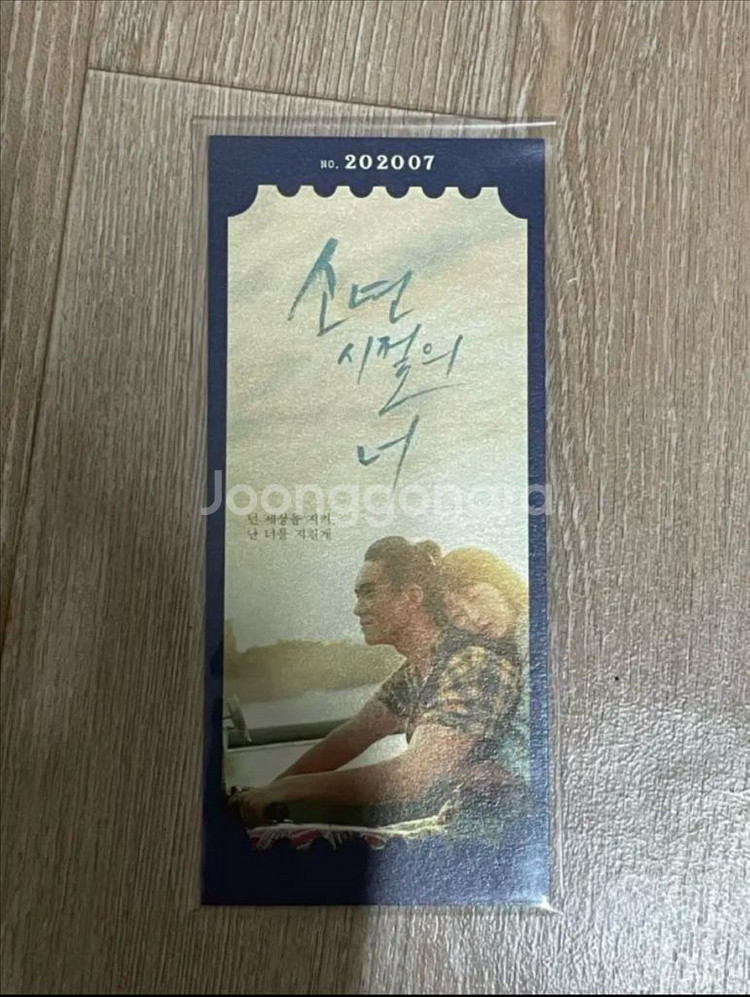 NO. 202007
소년
시절의
너
Joonggonara
넌 세상을 지켜,
난 너를 지킬게